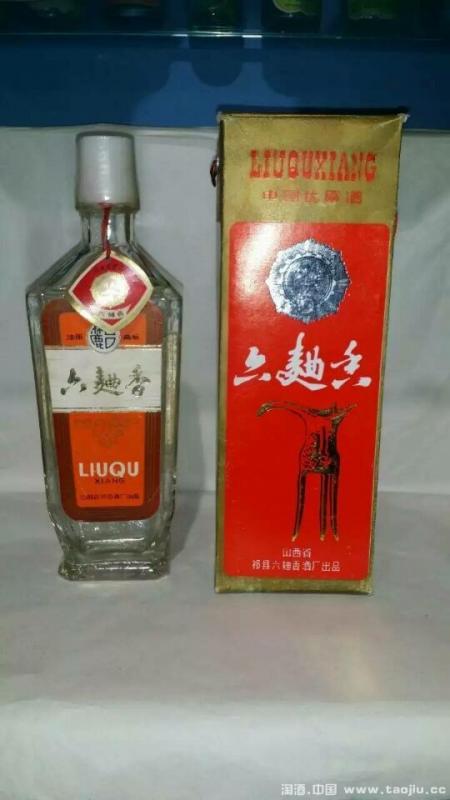 LIUQUXIANG
中国优质酒
六麯香
山西省
祁县六麯香酒厂出品
六麯香
LIUQU
XIANG
淘酒.中国 www.taojiu.cc